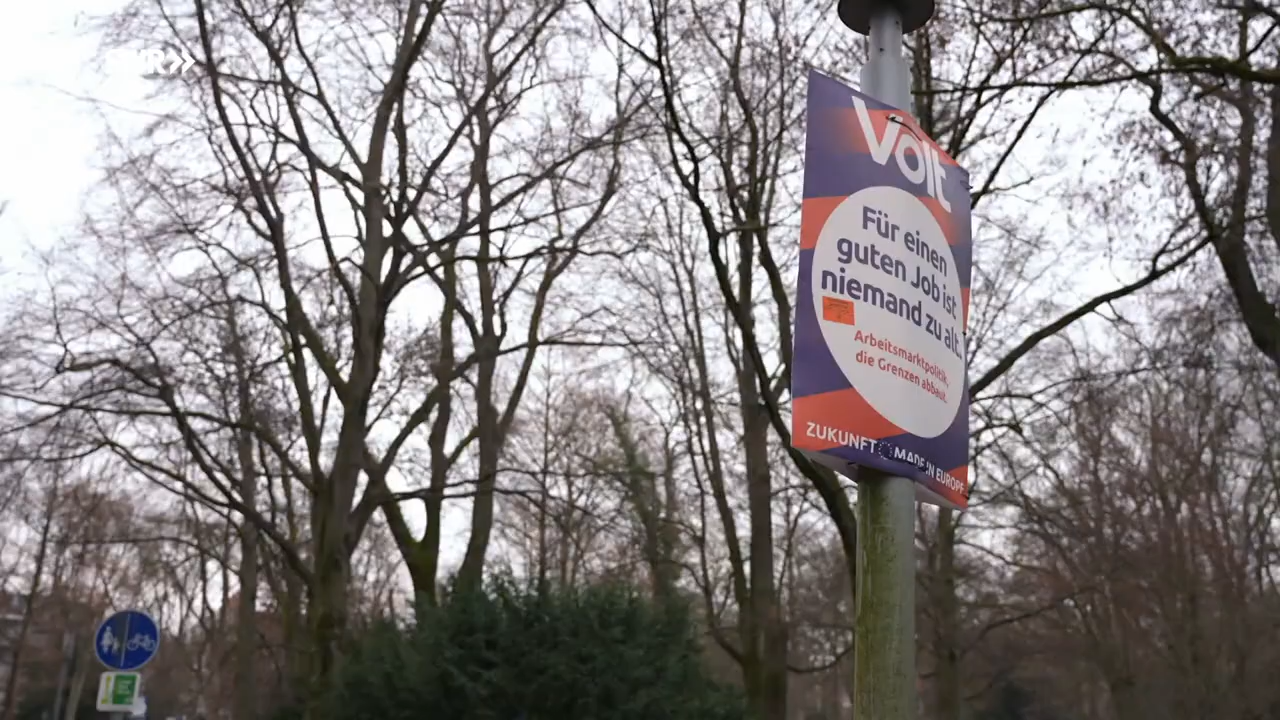 Volt
Für einen
guten Job ist
niemand zu alt.
Arbeitsmarktpolitik,
die Grenzen abbaut.
ZUKUNFT MADE IN EUROPE